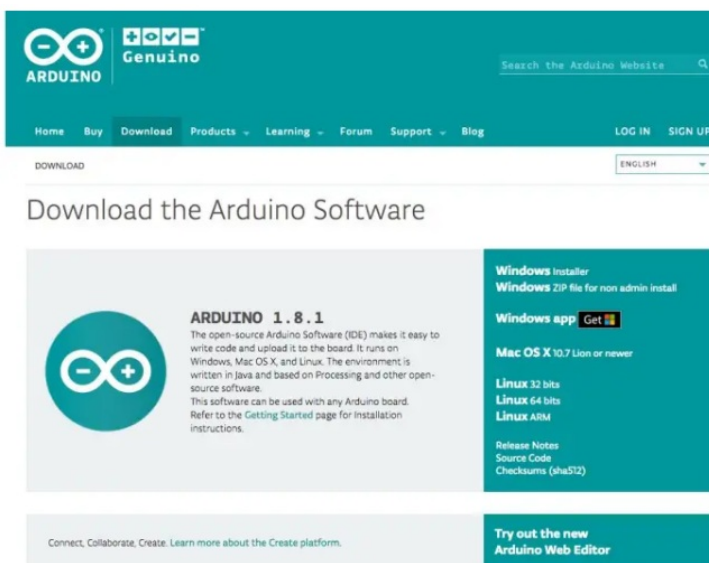 ARDUINO
Genuino
Search the Arduino Website
Home Buy Download Products Learning Forum Support Blog LOG IN SIGN UP
DOWNLOAD
ENGLISH
Download the Arduino Software
ARDUINO 1.8.1
The open-source Arduino Software (IDE) makes it easy to
write code and upload it to the board. It runs on
Windows, Mac OS X, and Linux. The environment is
written in Java and based on Processing and other open-
source software.
This software can be used with any Arduino board.
Refer to the Getting Started page for Installation
instructions.
Windows Installer
Windows ZIP file for non admin install
Windows app Get
Mac OS X 10.7 Lion or newer
Linux 32 bits
Linux 64 bits
Linux ARM
Release Notes
Source Code
Checksums (sha512)
Connect, Collaborate, Create. Learn more about the Create platform.
Try out the new
Arduino Web Editor